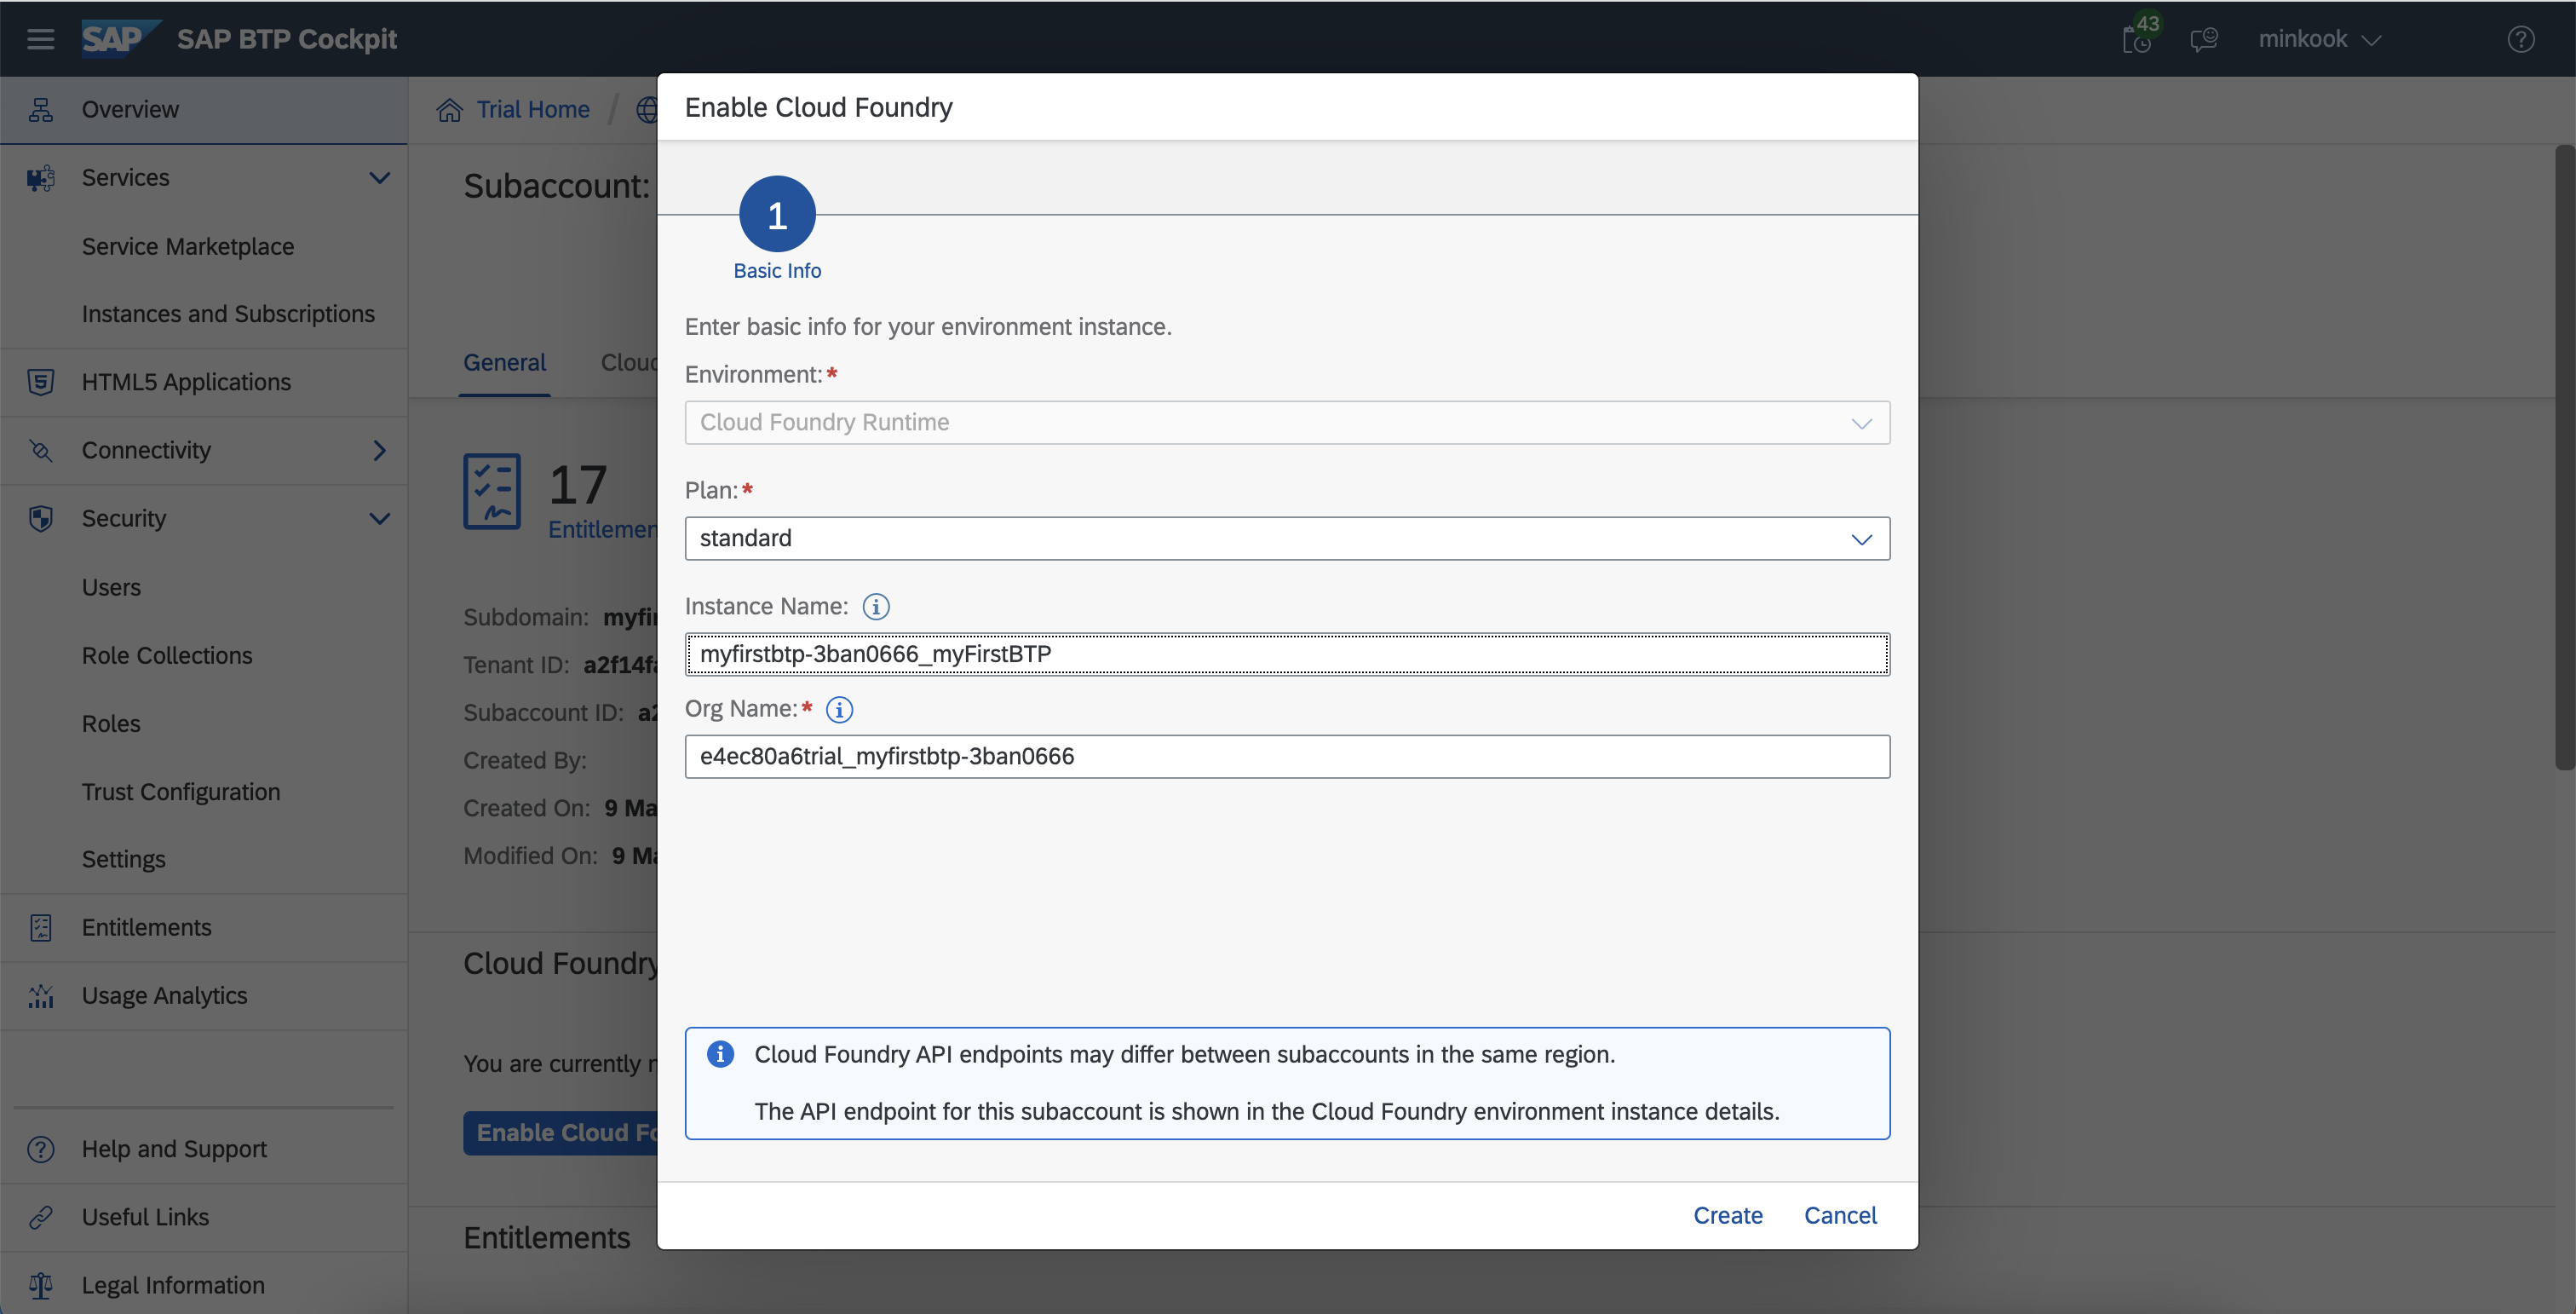 SAP SAP BTP Cockpit
43
minkook
Overview
Services
Service Marketplace
Instances and Subscriptions
HTML5 Applications
Connectivity
Security
Users
Role Collections
Roles
Trust Configuration
Settings
Entitlements
Usage Analytics
Help and Support
Useful Links
Legal Information
Trial Home /
Subaccount:
General Cloud
17
Entitlemen
Subdomain: myfi
Tenant ID: a2f14f
Subaccount ID: a2
Created By:
Created On: 9 Ma
Modified On: 9 Ma
Cloud Foundry
You are currently
Enable Cloud Fo
Entitlements
Enable Cloud Foundry
1
Basic Info
Enter basic info for your environment instance.
Environment:*
Cloud Foundry Runtime
Plan:*
standard
Instance Name:
myfirstbtp-3ban0666_myFirstBTP
Org Name:*
e4ec80a6trial_myfirstbtp-3ban0666
Cloud Foundry API endpoints may differ between subaccounts in the same region.
The API endpoint for this subaccount is shown in the Cloud Foundry environment instance details.
Create Cancel